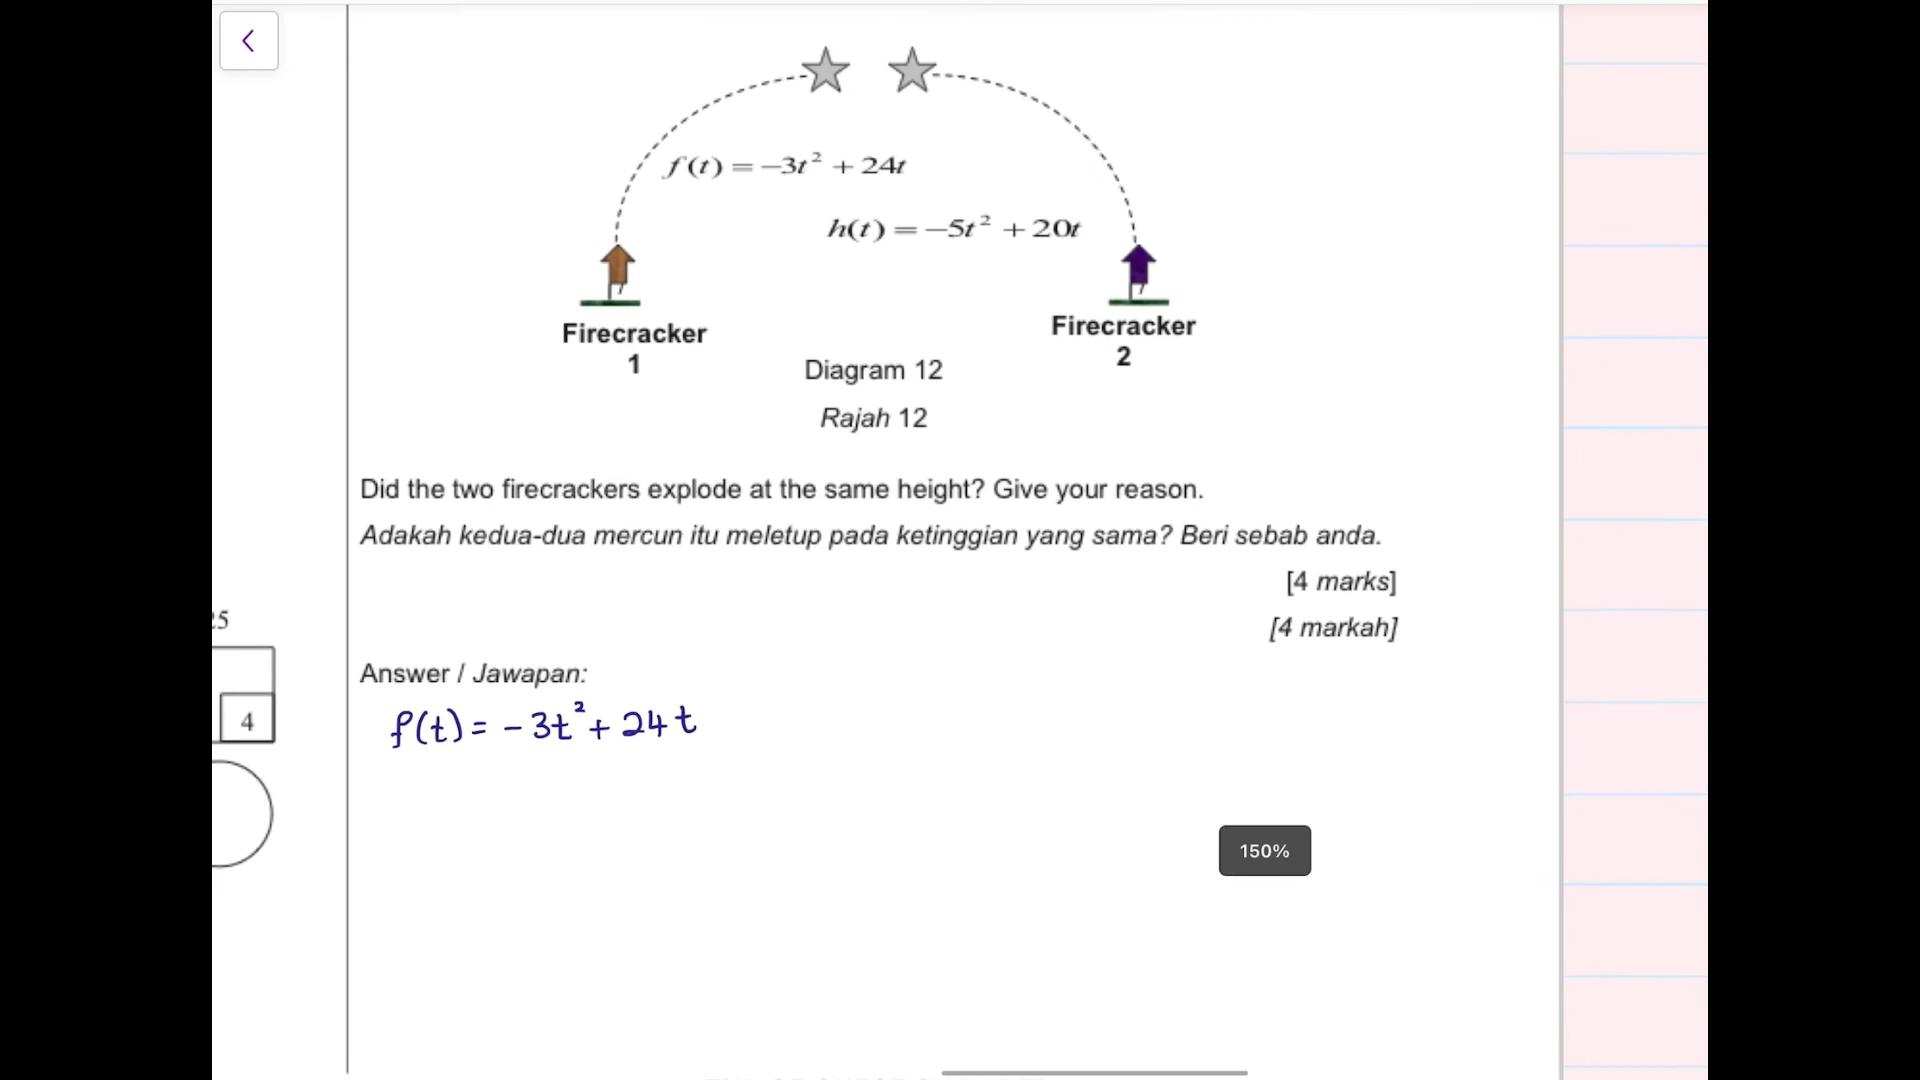 f(t) = −3t² + 24t
h(t) = −5t² + 20t
Firecracker
1
Firecracker
2
Diagram 12
Rajah 12
Did the two firecrackers explode at the same height? Give your reason.
Adakah kedua-dua mercun itu meletup pada ketinggian yang sama? Beri sebab anda.
[4 marks]
[4 markah]
Answer / Jawapan:
f(t) = - 3t² + 24t
4
150%